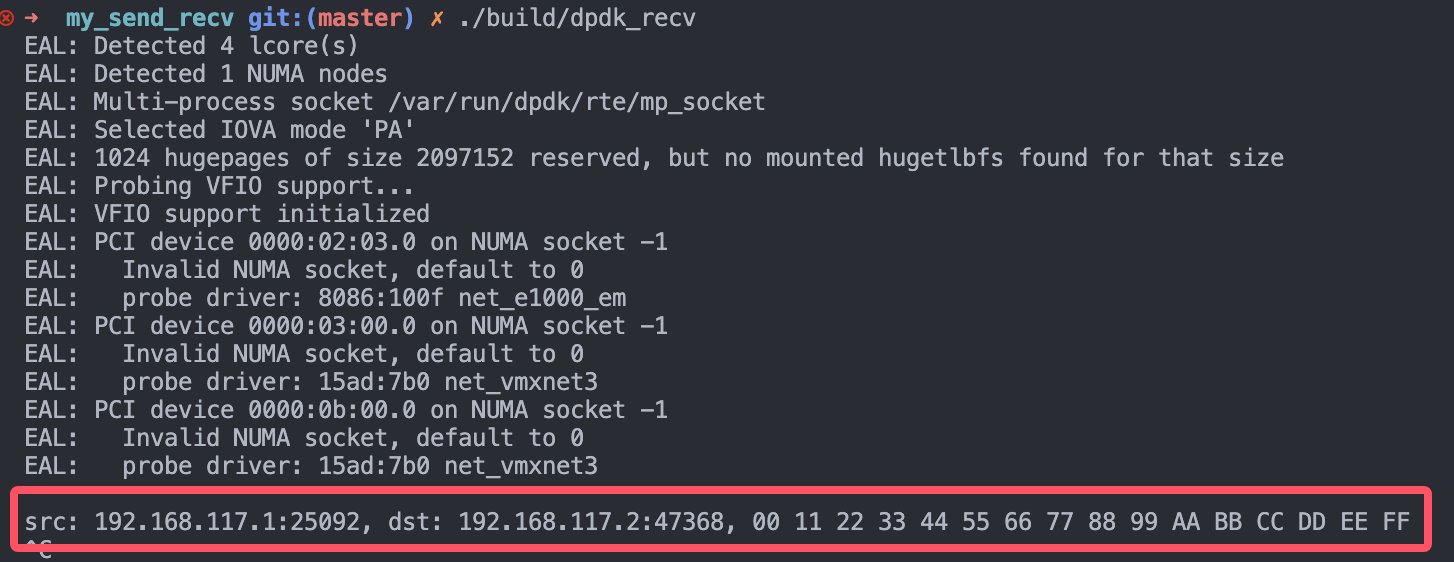 ➜ my_send_recv git:(master) ✗ ./build/dpdk_recv
EAL: Detected 4 lcore(s)
EAL: Detected 1 NUMA nodes
EAL: Multi-process socket /var/run/dpdk/rte/mp_socket
EAL: Selected IOVA mode 'PA'
EAL: 1024 hugepages of size 2097152 reserved, but no mounted hugetlbfs found for that size
EAL: Probing VFIO support...
EAL: VFIO support initialized
EAL: PCI device 0000:02:03.0 on NUMA socket -1
EAL:   Invalid NUMA socket, default to 0
EAL:   probe driver: 8086:100f net_e1000_em
EAL: PCI device 0000:03:00.0 on NUMA socket -1
EAL:   Invalid NUMA socket, default to 0
EAL:   probe driver: 15ad:7b0 net_vmxnet3
EAL: PCI device 0000:0b:00.0 on NUMA socket -1
EAL:   Invalid NUMA socket, default to 0
EAL:   probe driver: 15ad:7b0 net_vmxnet3
src: 192.168.117.1:25092, dst: 192.168.117.2:47368, 00 11 22 33 44 55 66 77 88 99 AA BB CC DD EE FF
^C